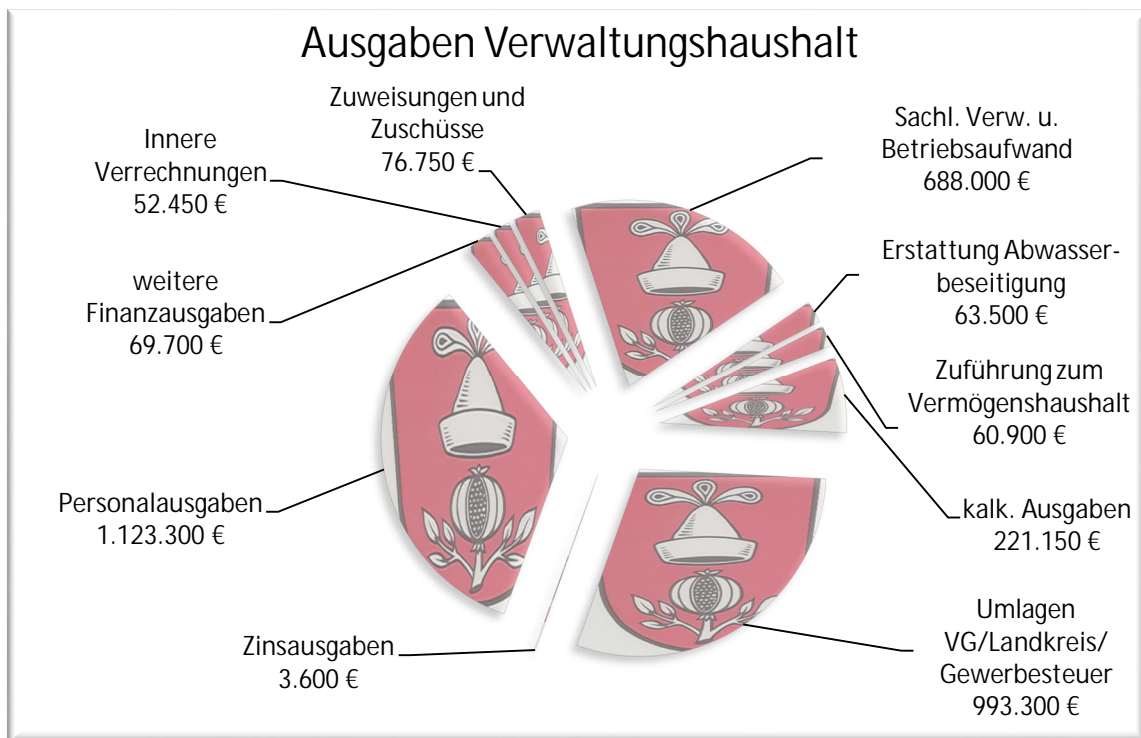 Ausgaben Verwaltungshaushalt
Zuweisungen und
Zuschüsse
76.750 €
Innere
Verrechnungen
52.450 €
weitere
Finanzausgaben
69.700 €
Personalausgaben
1.123.300 €
Zinsausgaben
3.600 €
Sachl. Verw. u.
Betriebsaufwand
688.000 €
Erstattung Abwasser-
beseitigung
63.500 €
Zuführung zum
Vermögenshaushalt
60.900 €
kalk. Ausgaben
221.150 €
Umlagen
VG/Landkreis/
Gewerbesteuer
993.300 €